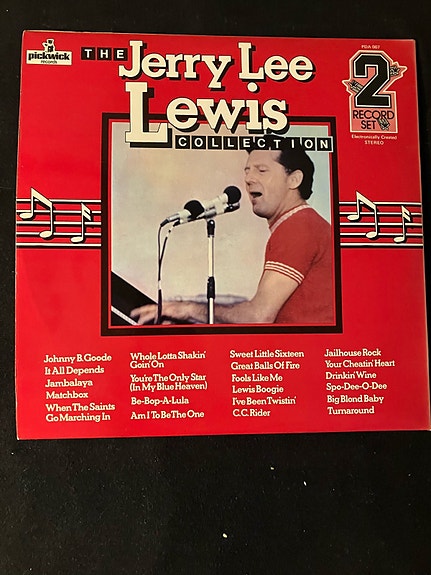 pickwick
records
THE Jerry Lee
Lewis
COLLECTION
PDA 007
2
RECORD
SET
Electronically Created
STEREO
Johnny B. Goode
It All Depends
Jambalaya
Matchbox
When The Saints
Go Marching In
Whole Lotta Shakin'
Goin' On
You're The Only Star
(In My Blue Heaven)
Be-Bop-A-Lula
Am I To Be The One
Sweet Little Sixteen
Great Balls Of Fire
Fools Like Me
Lewis Boogie
I've Been Twistin'
C.C. Rider
Jailhouse Rock
Your Cheatin' Heart
Drinkin' Wine
Spo-Dee-O-Dee
Big Blond Baby
Turnaround